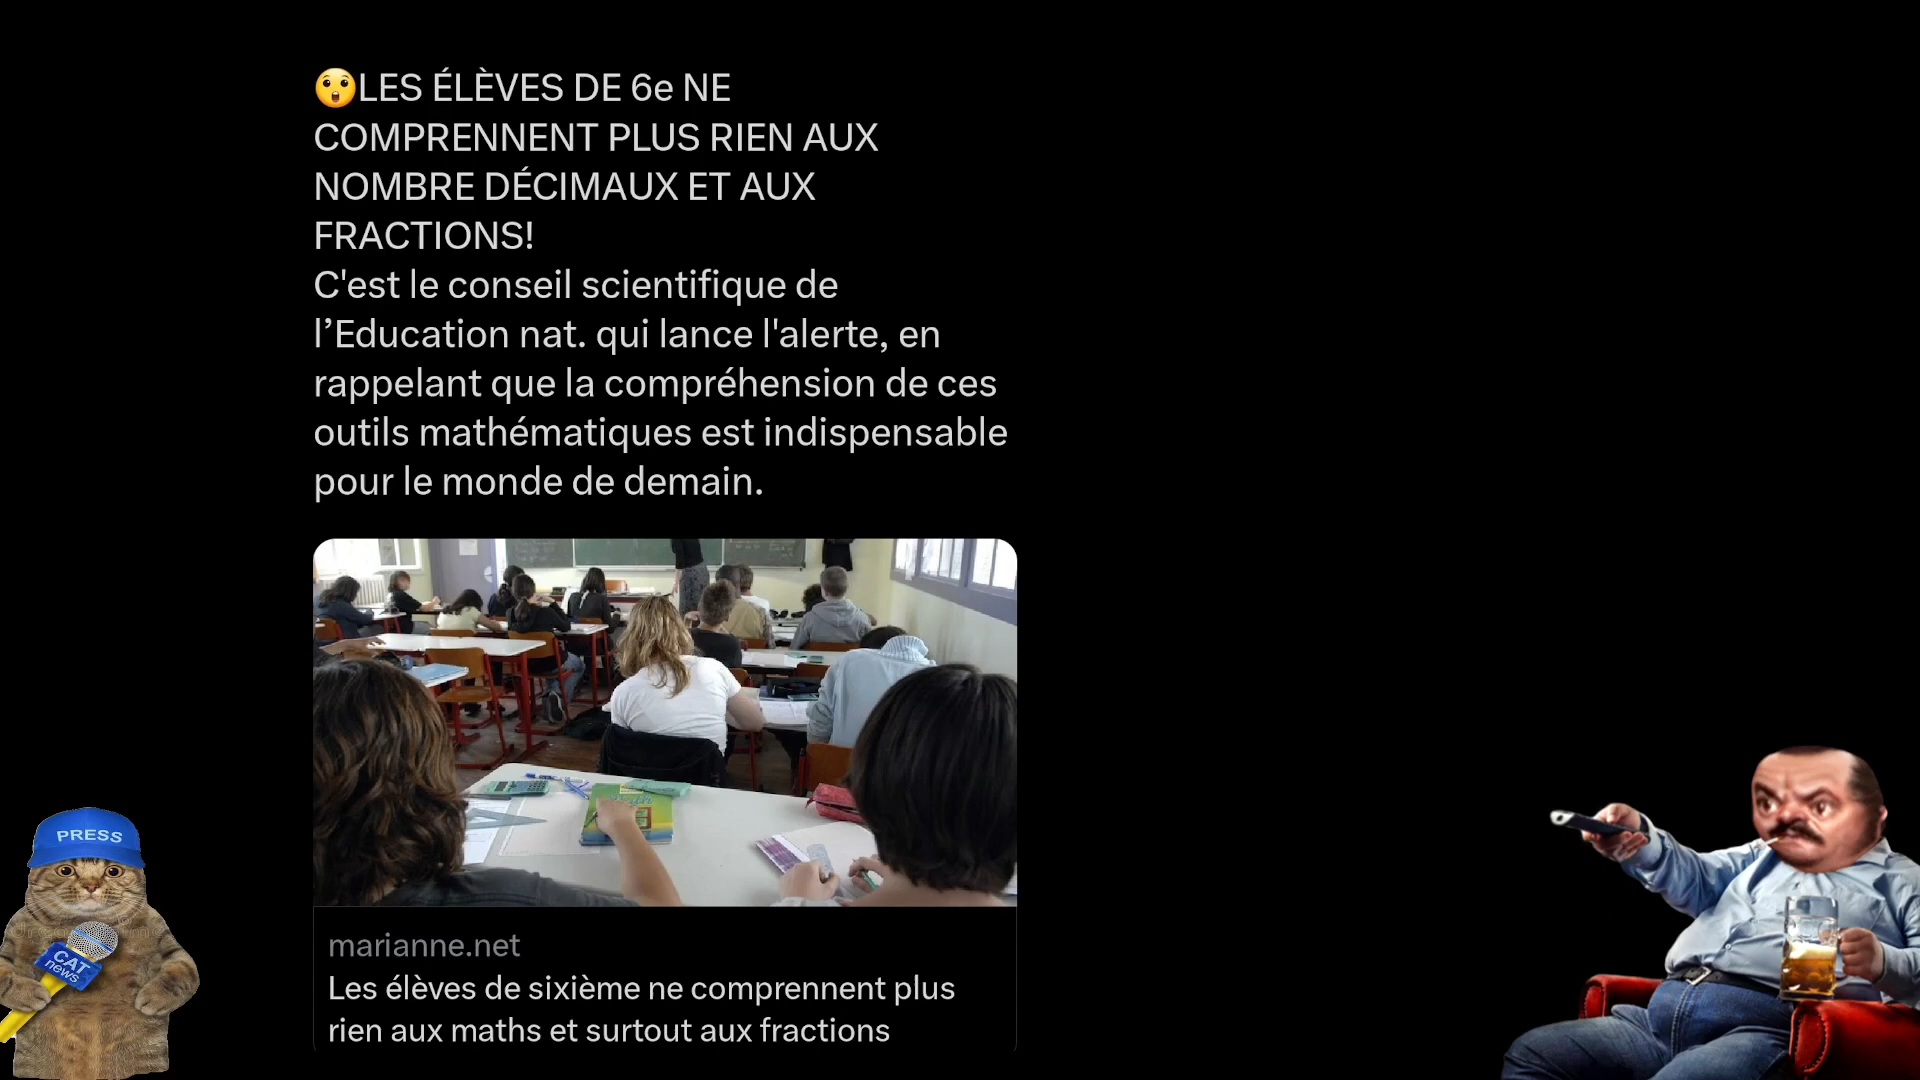 😲LES ÉLÈVES DE 6e NE
COMPRENNENT PLUS RIEN AUX
NOMBRE DÉCIMAUX ET AUX
FRACTIONS!
C'est le conseil scientifique de
l’Education nat. qui lance l'alerte, en
rappelant que la compréhension de ces
outils mathématiques est indispensable
pour le monde de demain.
marianne.net
Les élèves de sixième ne comprennent plus
rien aux maths et surtout aux fractions
PRESS
CAT
news